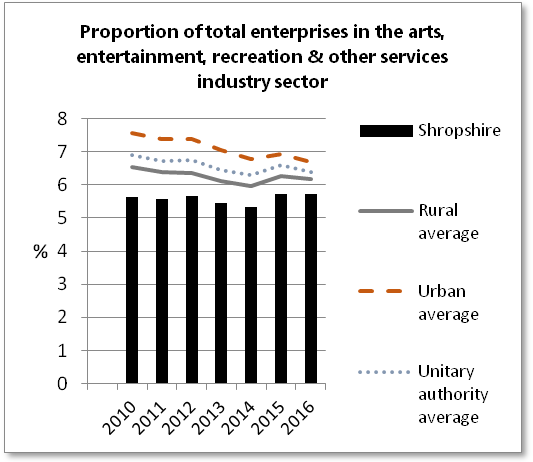 Proportion of total enterprises in the arts,
entertainment, recreation & other services
industry sector
8
7
6
5
4
3
2
1
0
%
2010
2011
2012
2013
2014
2015
2016
Shropshire
Rural
average
Urban
average
Unitary
authority
average